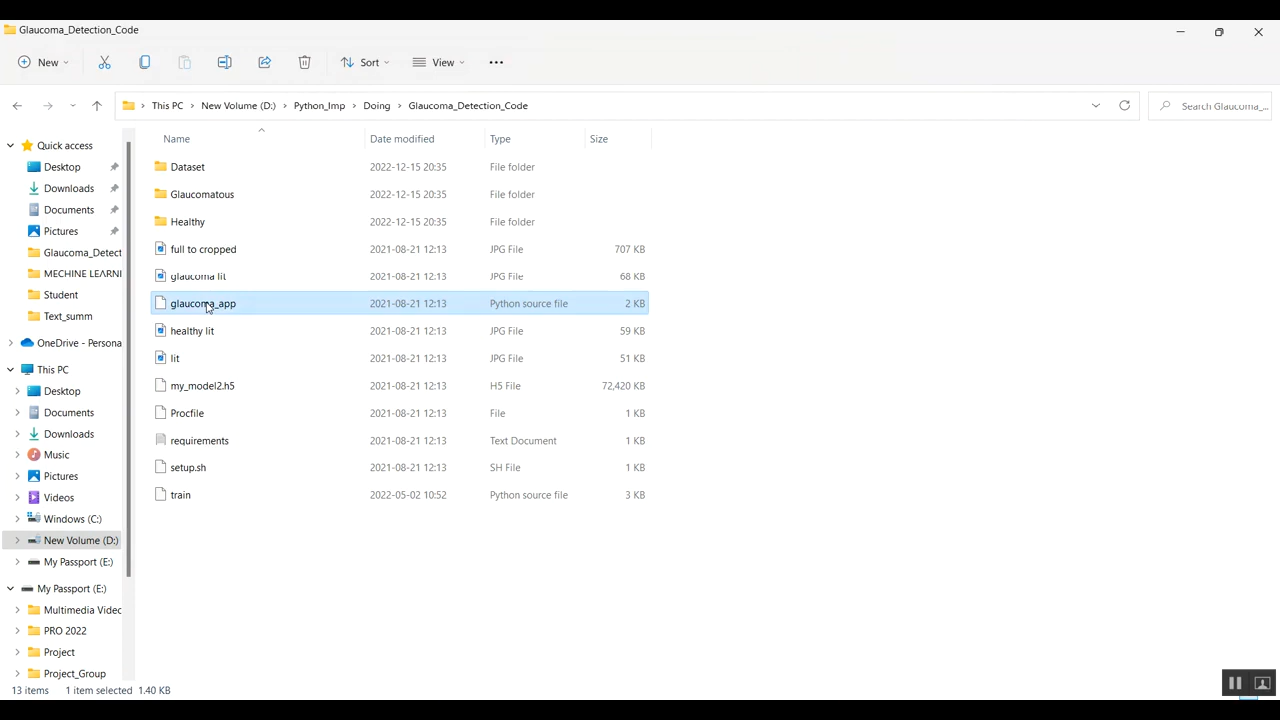 Glaucoma_Detection_Code
New
Sort
View
This PC > New Volume (D:) > Python_Imp > Doing > Glaucoma_Detection_Code
Search Glaucoma_...
Quick access
Desktop
Downloads
Documents
Pictures
Glaucoma_Detect
MECHINE LEARNI
Student
Text_summ
OneDrive - Persona
This PC
Desktop
Documents
Downloads
Music
Pictures
Videos
Windows (C:)
New Volume (D:)
My Passport (E:)
My Passport (E:)
Multimedia Videc
PRO 2022
Project
Project_Group
Name Date modified Type Size
Dataset 2022-12-15 20:35 File folder
Glaucomatous 2022-12-15 20:35 File folder
Healthy 2022-12-15 20:35 File folder
full to cropped 2021-08-21 12:13 JPG File 707 KB
glaucoma lit 2021-08-21 12:13 JPG File 68 KB
glaucoma_app 2021-08-21 12:13 Python source file 2 KB
healthy lit 2021-08-21 12:13 JPG File 59 KB
lit 2021-08-21 12:13 JPG File 51 KB
my_model2.h5 2021-08-21 12:13 H5 File 72,420 KB
Procfile 2021-08-21 12:13 File 1 KB
requirements 2021-08-21 12:13 Text Document 1 KB
setup.sh 2021-08-21 12:13 SH File 1 KB
train 2022-05-02 10:52 Python source file 3 KB
13 items 1 item selected 1.40 KB